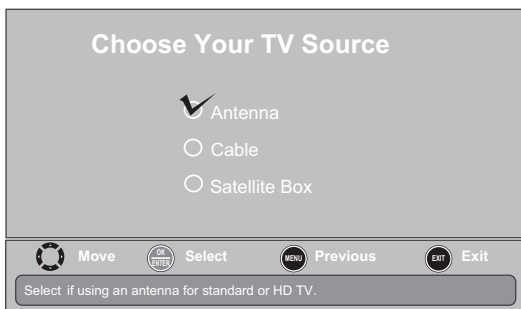 Choose Your TV Source
Antenna
Cable
Satellite Box
Move OK ENTER Select MENU Previous EXIT Exit
Select if using an antenna for standard or HD TV.